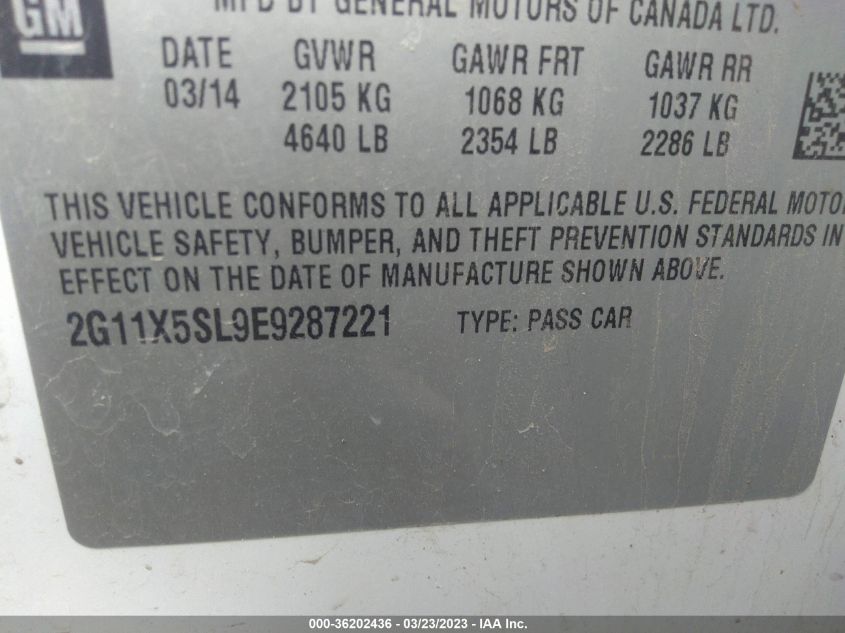 MFD BY GENERAL MOTORS OF CANADA LTD.
GM
DATE GVWR GAWR FRT GAWR RR
03/14 2105 KG 1068 KG 1037 KG
4640 LB 2354 LB 2286 LB
THIS VEHICLE CONFORMS TO ALL APPLICABLE U.S. FEDERAL MOTO
VEHICLE SAFETY, BUMPER, AND THEFT PREVENTION STANDARDS IN
EFFECT ON THE DATE OF MANUFACTURE SHOWN ABOVE.
2G11X5SL9E9287221 TYPE: PASS CAR
000-36202436 - 03/23/2023 - IAA Inc.